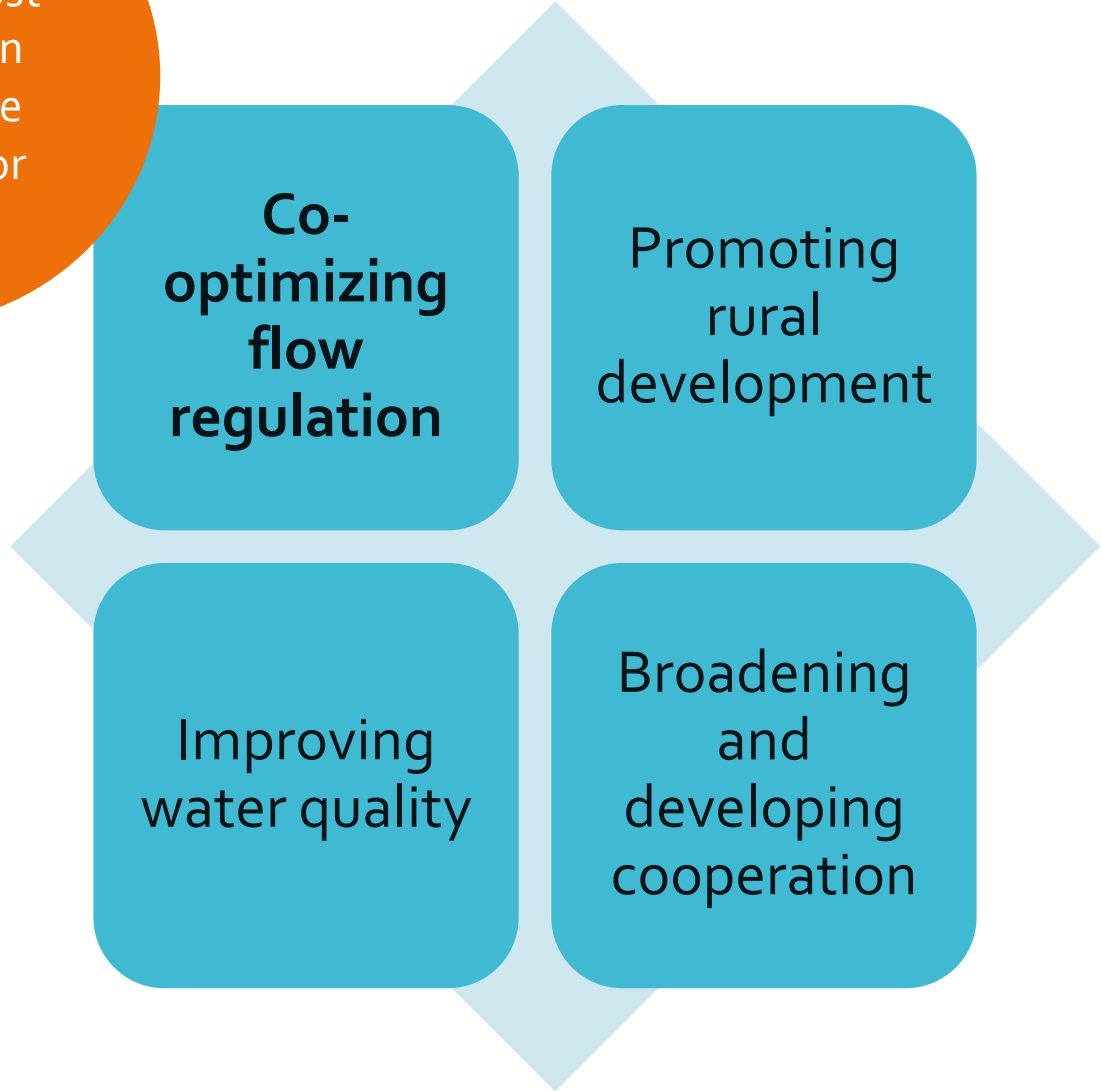 Co-
optimizing
flow
regulation
Promoting
rural
development
Improving
water quality
Broadening
and
developing
cooperation